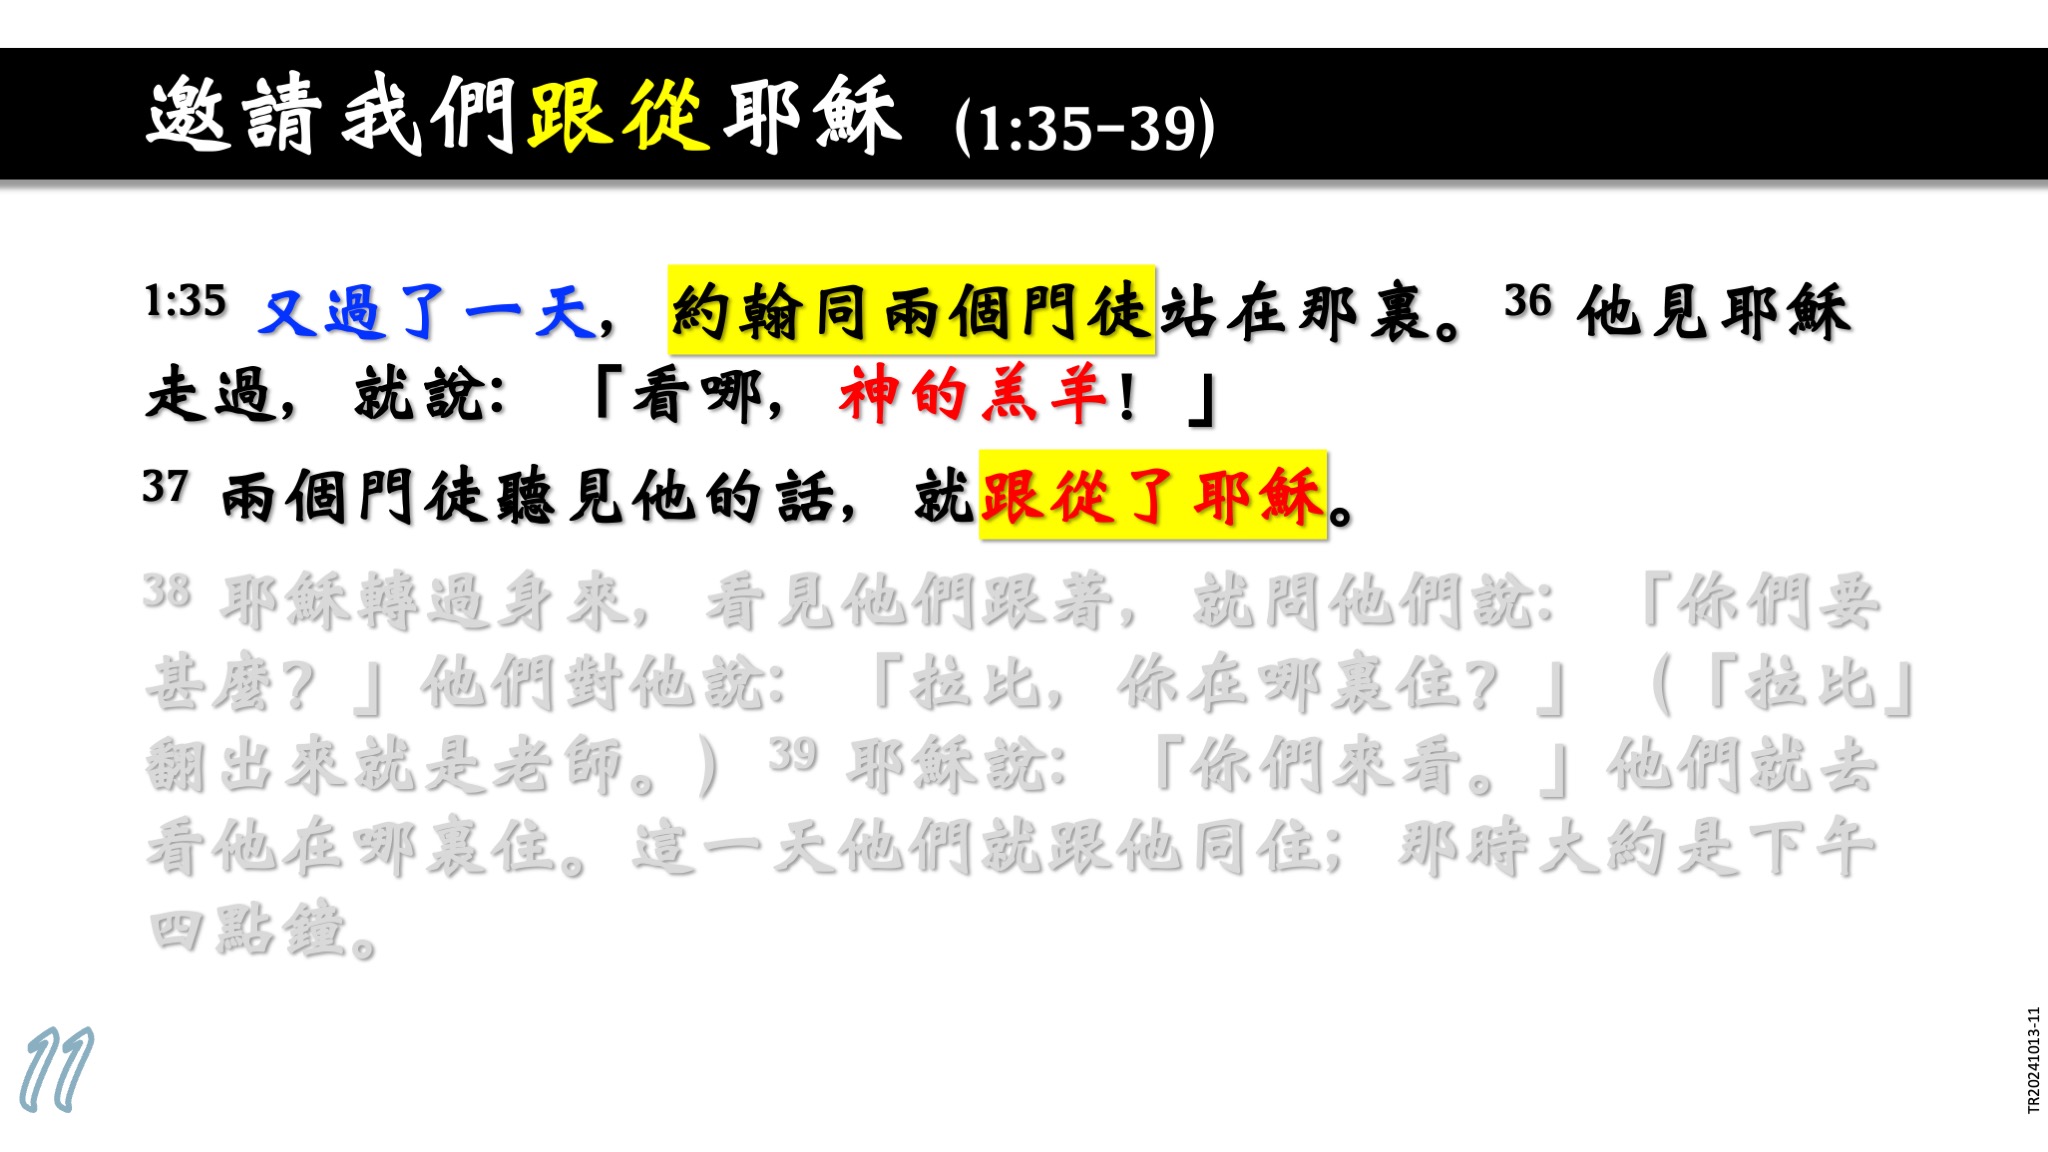 邀請我們跟從耶穌 (1:35-39)
1:35 又過了一天，約翰同兩個門徒站在那裏。36 他見耶穌
走過，就說：「看哪，神的羔羊！」
37 兩個門徒聽見他的話，就跟從了耶穌。
38 耶穌轉過身來，看見他們跟著，就問他們說：「你們要
甚麼？」他們對他說：「拉比，你在哪裏住？」（「拉比」
翻出來就是老師。）39 耶穌說：「你們來看。」他們就去
看他在哪裏住。這一天他們就跟他同住；那時大約是下午
四點鐘。
11
TR20241013-11